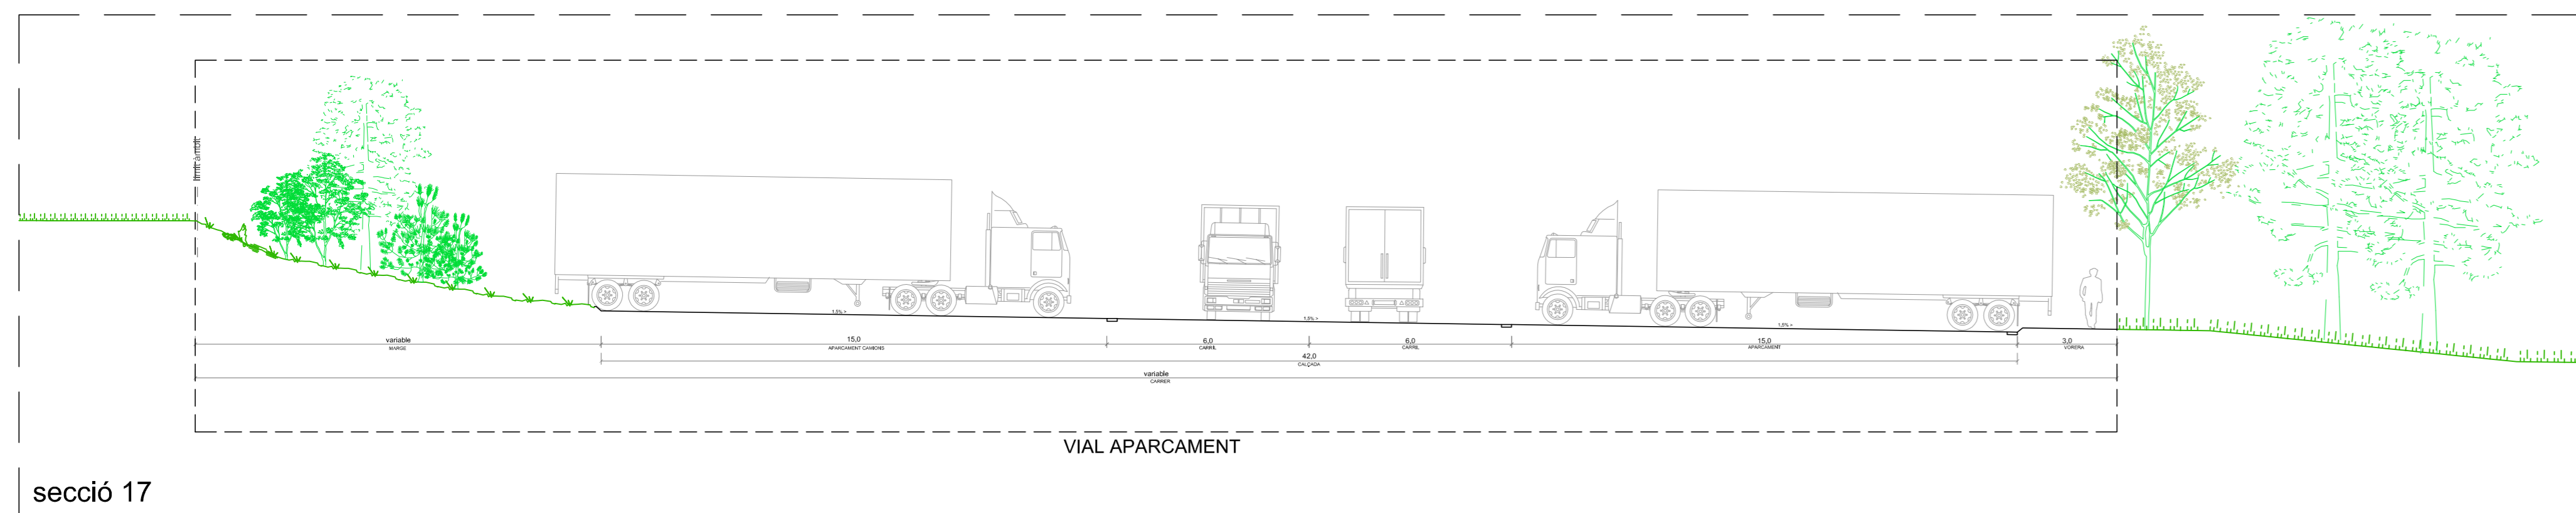 límit àmbit
1,5% >
1,5% >
1,5% >
variable
MARGE
15,0
APARCAMENT CAMIONS
6,0
CARRIL
6,0
CARRIL
15,0
APARCAMENT
3,0
VORERA
42,0
CALÇADA
variable
CARRER
VIAL APARCAMENT
secció 17